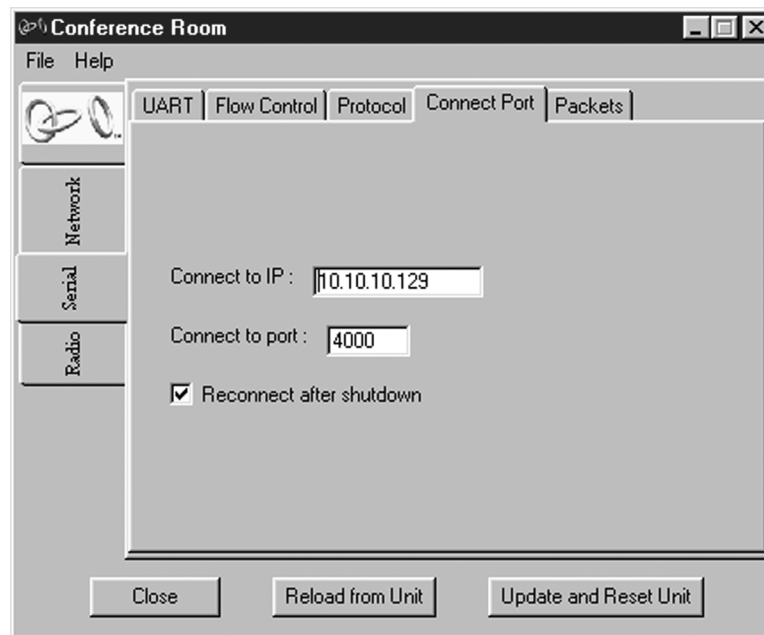 Conference Room
File Help
UART Flow Control Protocol Connect Port Packets
Network
Serial
Radio
Connect to IP :
10.10.10.129
Connect to port :
4000
Reconnect after shutdown
Close Reload from Unit Update and Reset Unit